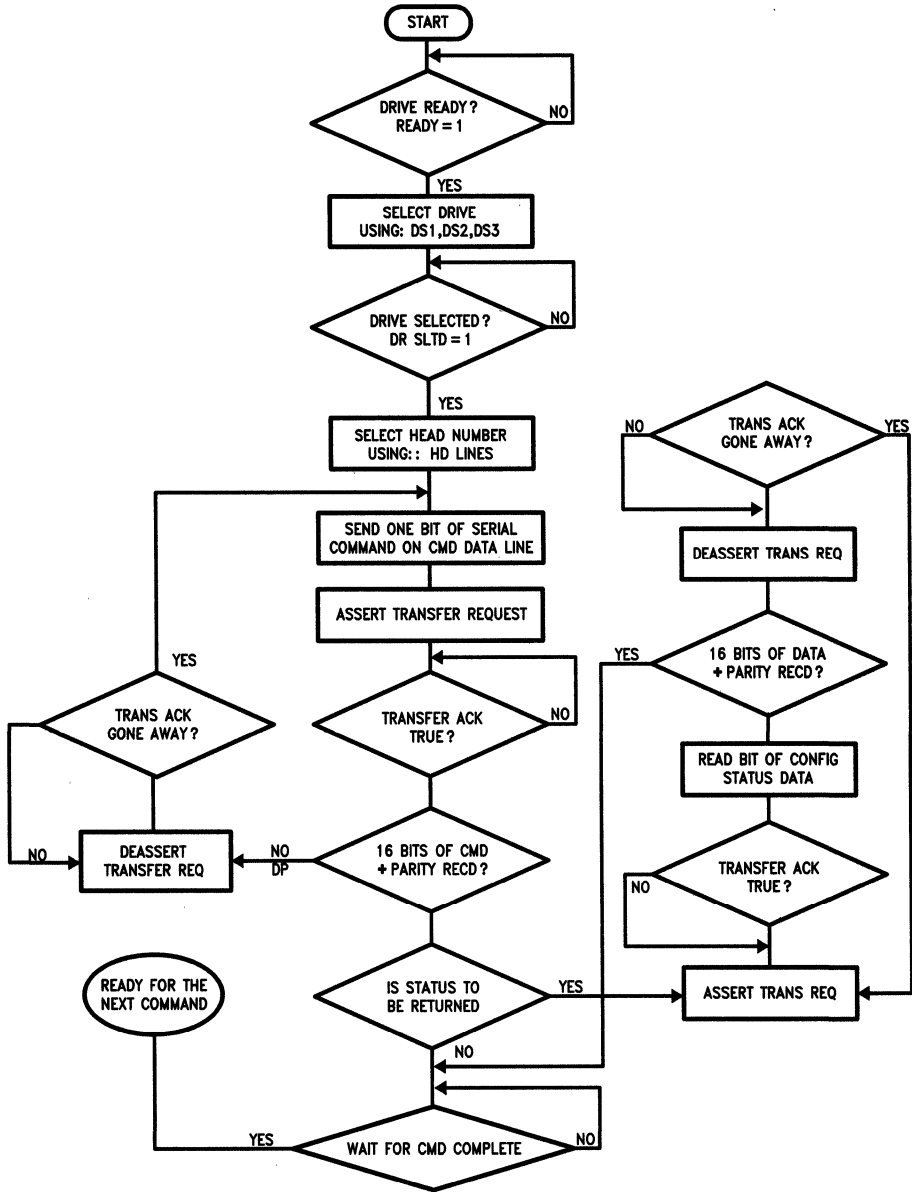 START
DRIVE READY?
READY = 1
NO
YES
SELECT DRIVE
USING: DS1,DS2,DS3
DRIVE SELECTED?
DR SLTD = 1
NO
YES
SELECT HEAD NUMBER
USING:: HD LINES
SEND ONE BIT OF SERIAL
COMMAND ON CMD DATA LINE
ASSERT TRANSFER REQUEST
TRANSFER ACK
TRUE?
NO
16 BITS OF CMD
+ PARITY RECD?
NO
DP
DEASSERT
TRANSFER REQ
TRANS ACK
GONE AWAY?
YES
NO
IS STATUS TO
BE RETURNED
YES
NO
ASSERT TRANS REQ
TRANSFER ACK
TRUE?
NO
READ BIT OF CONFIG
STATUS DATA
16 BITS OF DATA
+ PARITY RECD?
YES
DEASSERT TRANS REQ
TRANS ACK
GONE AWAY?
NO
YES
WAIT FOR CMD COMPLETE
NO
YES
READY FOR THE
NEXT COMMAND